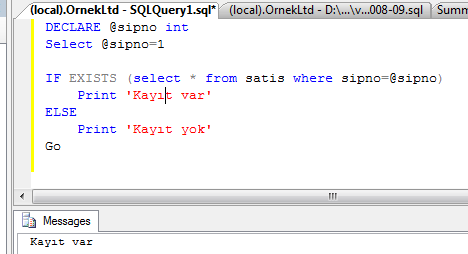 (local).OrnekLtd - SQLQuery1.sql* (local).OrnekLtd - D:\...\v...008-09.sql Summ
DECLARE @sipno int
Select @sipno=1
IF EXISTS (select * from satis where sipno=@sipno)
Print 'Kayıt var'
ELSE
Print 'Kayıt yok'
Go
Messages
Kayıt var